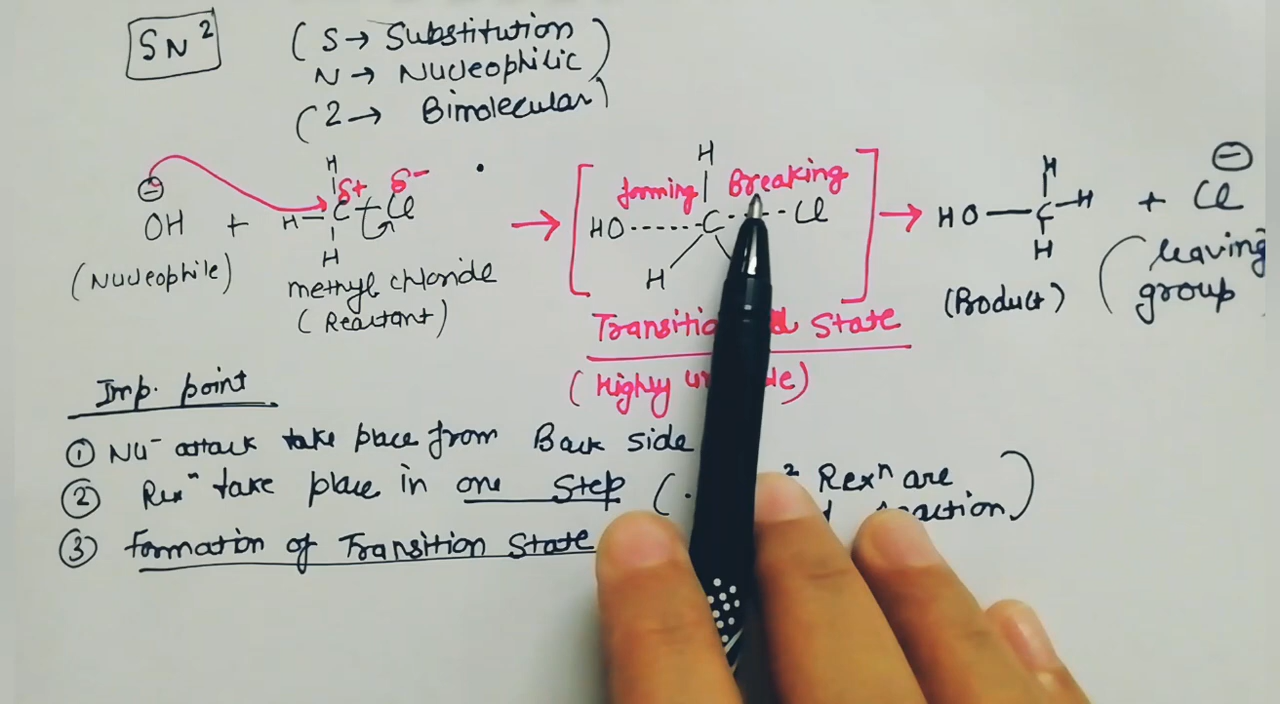 SN²
(S→ Substitution
N→ Nucleophilic)
(2→ Bimolecular)
⊖
OH
(Nucleophile)
+
H
δ+ δ-
H—C—Cl
H
methyl chloride
(Reactant)
→
H
forming Breaking
HO------C-----Cl
H
State
(Highly
→
H
HO—C—H
H
(Product)
+
⊖
Cl
(leaving
group
Imp. point
① Nu⁻ attack take place from Back side
② Rexⁿ take place in one Step (
² Rexⁿ are
)
③ Formation of Transition State